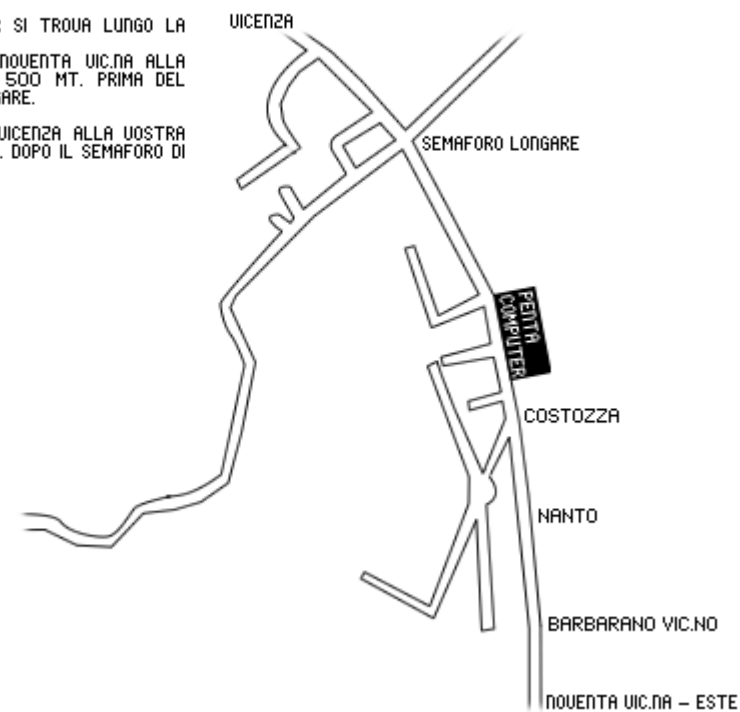 SI TROVA LUNGO LA
NOVENTA VIC.NA ALLA
500 MT. PRIMA DEL
VICENZA ALLA VOSTRA
DOPO IL SEMAFORO DI
VICENZA
SEMAFORO LONGARE
PENTA
COMPUTER
COSTOZZA
NANTO
BARBARANO VIC.NO
NOVENTA VIC.NA - ESTE